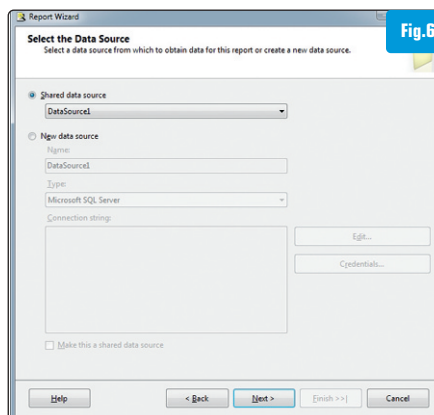 Report Wizard
Fig.6
Select the Data Source
Select a data source from which to obtain data for this report or create a new data source.
Shared data source
DataSource1
New data source
Name:
DataSource1
Type:
Microsoft SQL Server
Connection string:
Edit...
Credentials...
Make this a shared data source
Help
< Back
Next >
Finish >>|
Cancel